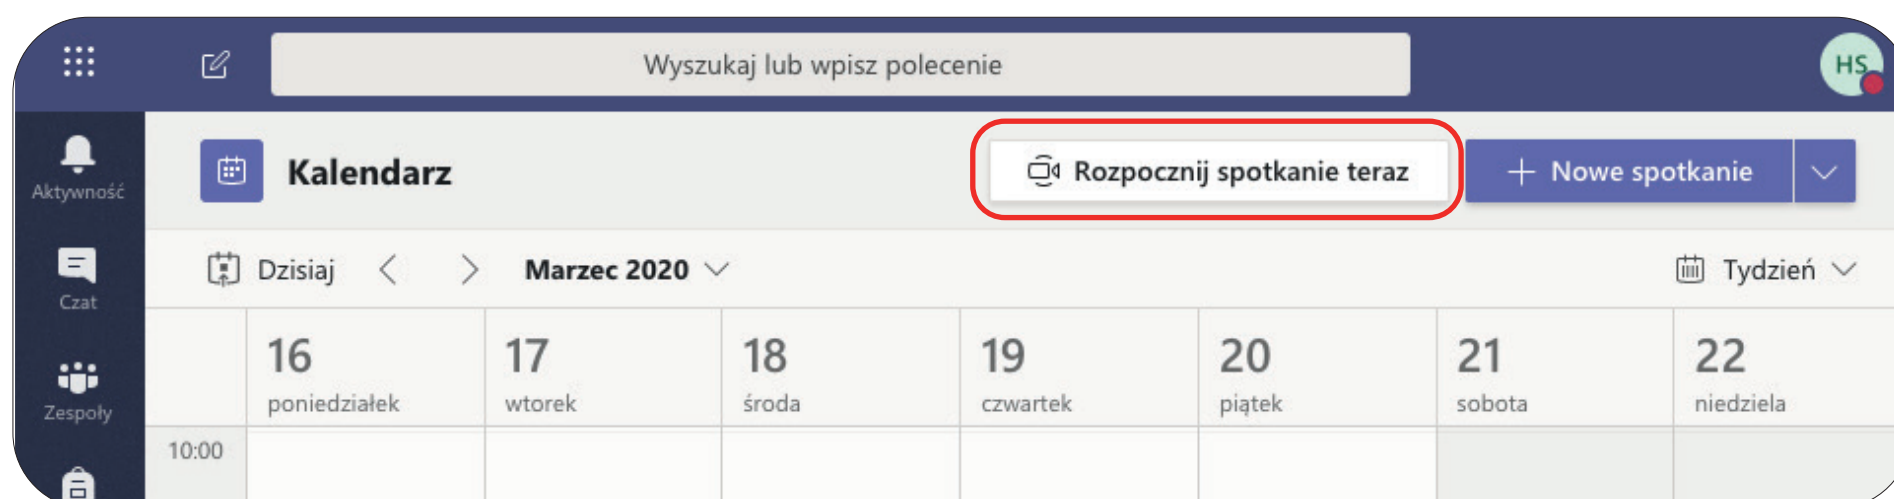 Wyszukaj lub wpisz polecenie
HS
Aktywność
Kalendarz
Rozpocznij spotkanie teraz
+ Nowe spotkanie
Czat
Dzisiaj < > Marzec 2020
Tydzień
Zespoły
16 17 18 19 20 21 22
poniedziałek wtorek środa czwartek piątek sobota niedziela
10:00